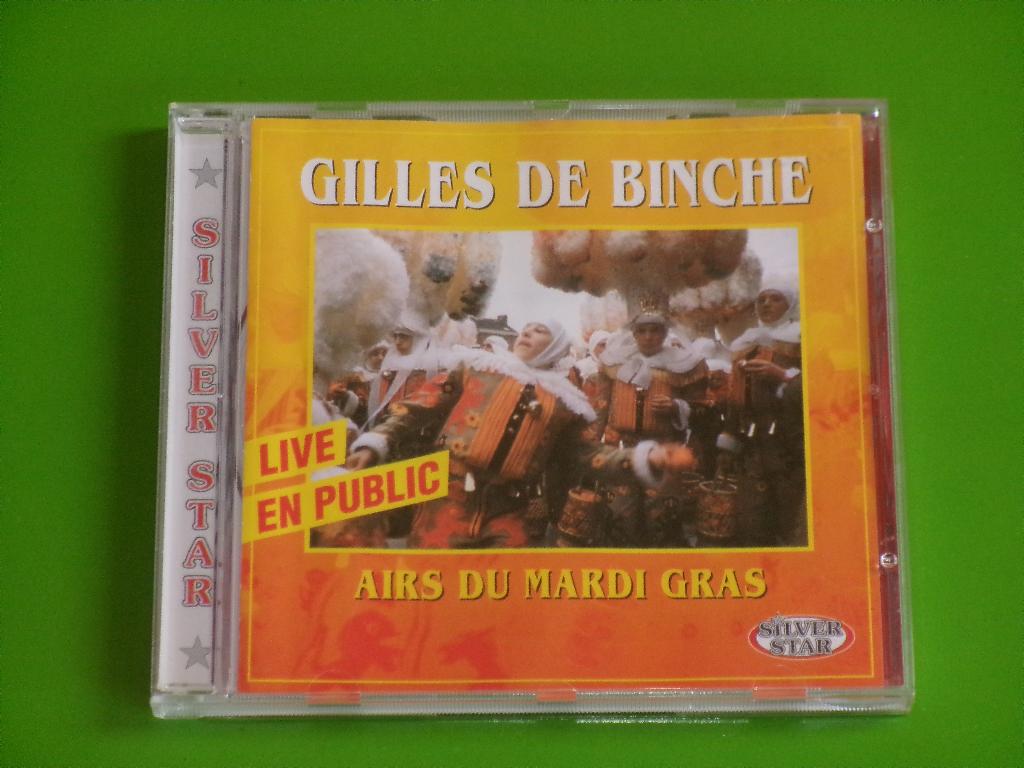 SILVER STAR
GILLES DE BINCHE
LIVE
EN PUBLIC
AIRS DU MARDI GRAS
SILVER
STAR